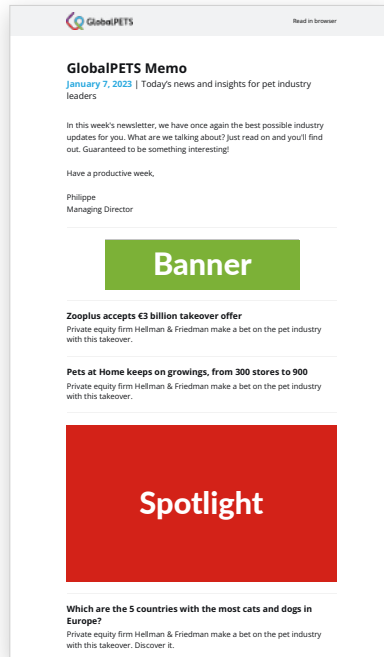 GlobalPETS
Read in browser
GlobalPETS Memo
January 7, 2023 | Today's news and insights for pet industry
leaders
In this week's newsletter, we have once again the best possible industry
updates for you. What are we talking about? Just read on and you'll find
out. Guaranteed to be something interesting!
Have a productive week,
Philippe
Managing Director
Banner
Zooplus accepts €3 billion takeover offer
Private equity firm Hellman & Friedman make a bet on the pet industry
with this takeover.
Pets at Home keeps on growings, from 300 stores to 900
Private equity firm Hellman & Friedman make a bet on the pet industry
with this takeover.
Spotlight
Which are the 5 countries with the most cats and dogs in
Europe?
Private equity firm Hellman & Friedman make a bet on the pet industry
with this takeover. Discover it.